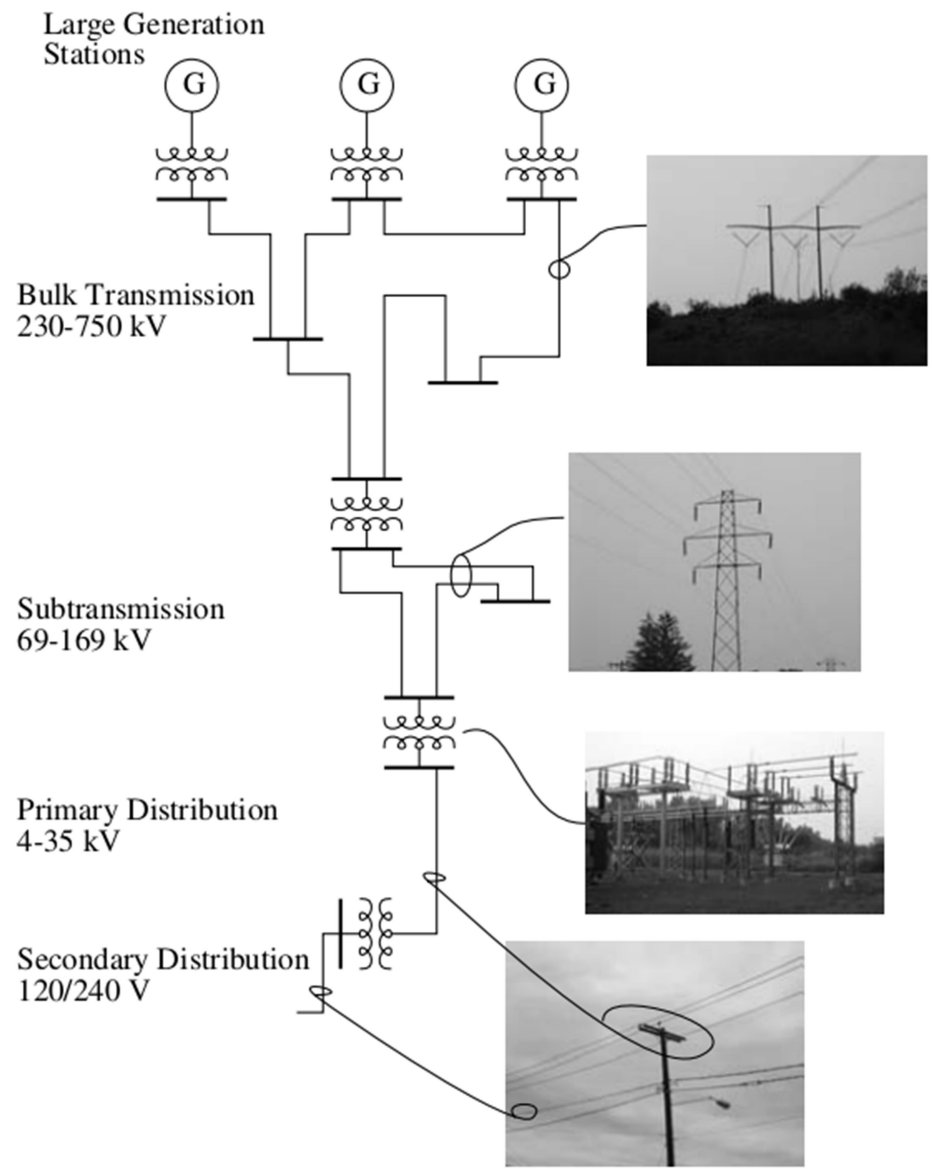 Large Generation
Stations
G
G
G
Bulk Transmission
230-750 kV
Subtransmission
69-169 kV
Primary Distribution
4-35 kV
Secondary Distribution
120/240 V